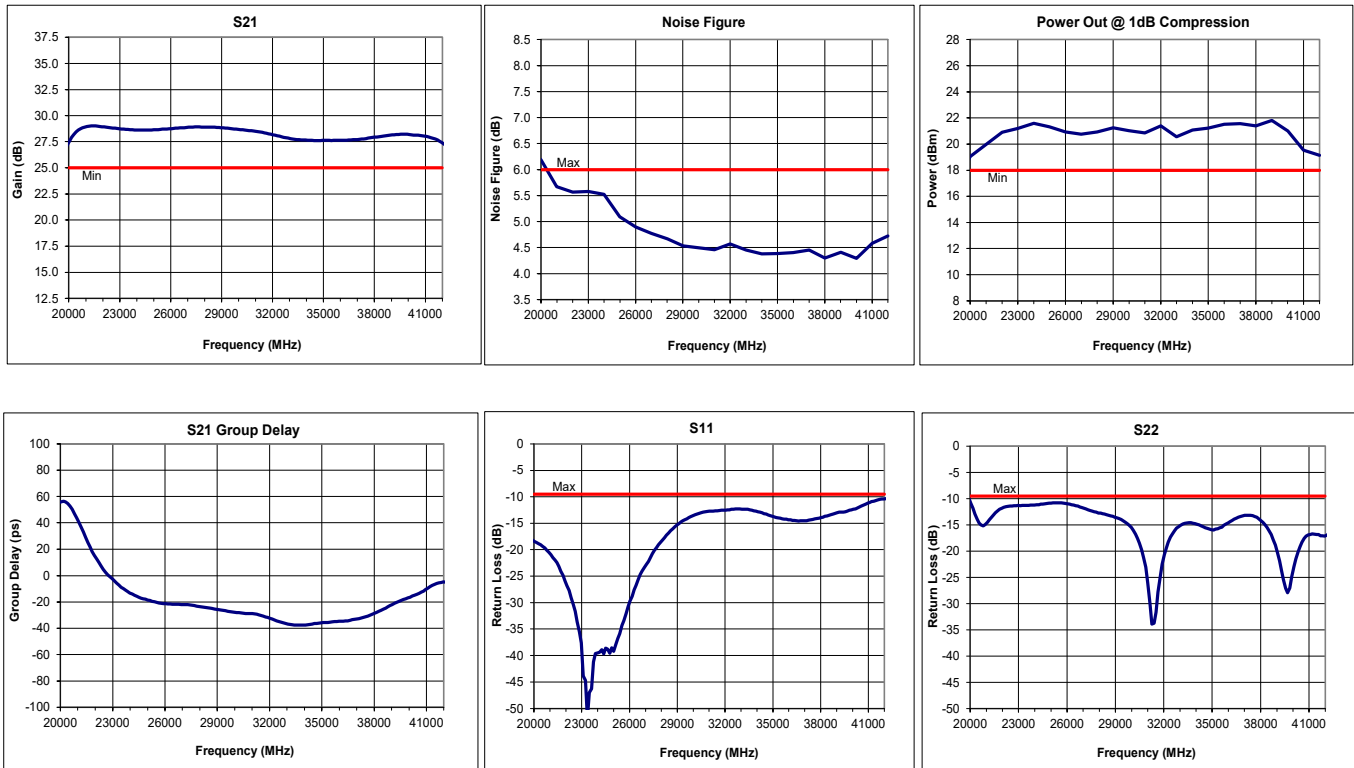 S21
37.5
35.0
32.5
30.0
27.5
25.0
22.5
20.0
17.5
15.0
12.5
Gain (dB)
Min
20000 23000 26000 29000 32000 35000 38000 41000
Frequency (MHz)
Noise Figure
8.5
8.0
7.5
7.0
6.5
6.0
5.5
5.0
4.5
4.0
3.5
Noise Figure (dB)
Max
20000 23000 26000 29000 32000 35000 38000 41000
Frequency (MHz)
Power Out @ 1dB Compression
28
26
24
22
20
18
16
14
12
10
8
Power (dBm)
Min
20000 23000 26000 29000 32000 35000 38000 41000
Frequency (MHz)
S21 Group Delay
100
80
60
40
20
0
-20
-40
-60
-80
-100
Group Delay (ps)
20000 23000 26000 29000 32000 35000 38000 41000
Frequency (MHz)
S11
0
-5
-10
-15
-20
-25
-30
-35
-40
-45
-50
Return Loss (dB)
Max
20000 23000 26000 29000 32000 35000 38000 41000
Frequency (MHz)
S22
0
-5
-10
-15
-20
-25
-30
-35
-40
-45
-50
Return Loss (dB)
Max
20000 23000 26000 29000 32000 35000 38000 41000
Frequency (MHz)